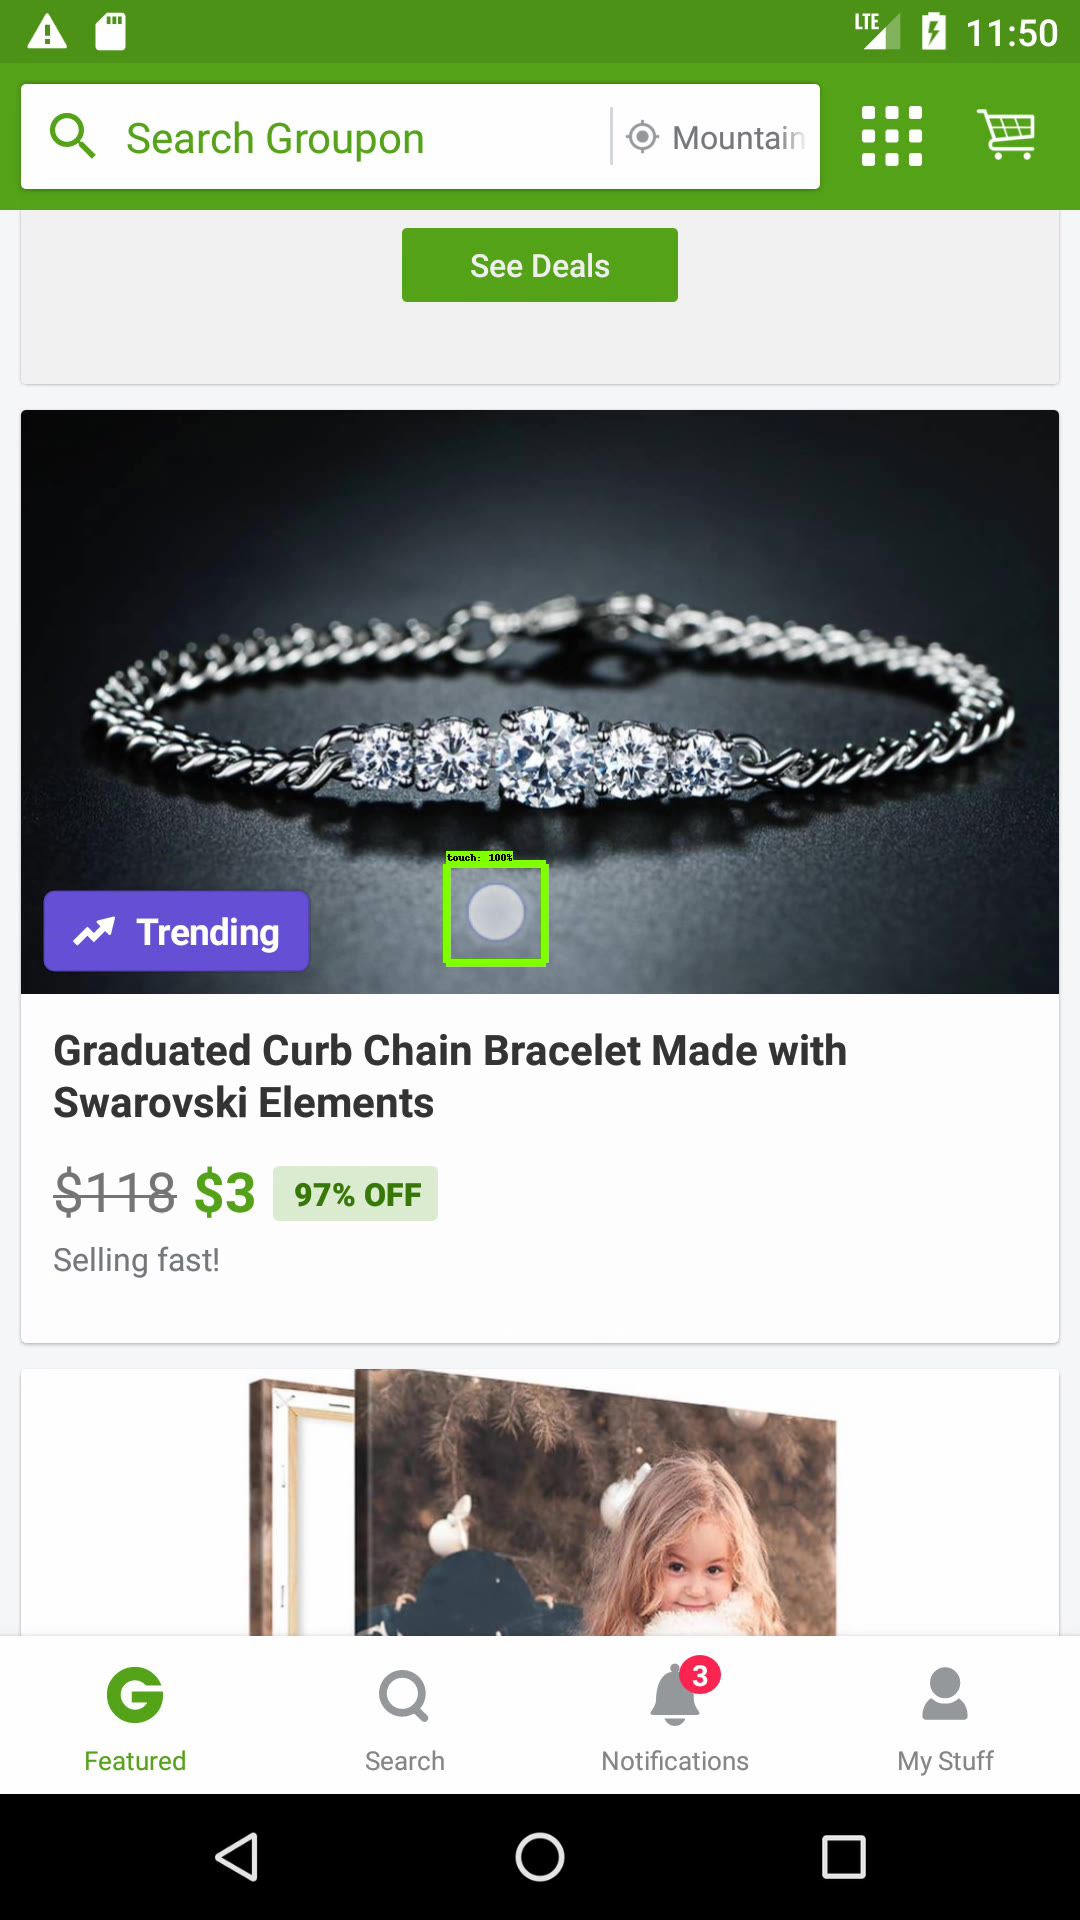 LTE 11:50
Search Groupon Mountain
See Deals
touch: 100%
Trending
Graduated Curb Chain Bracelet Made with
Swarovski Elements
$118 $3 97% OFF
Selling fast!
3
Featured Search Notifications My Stuff